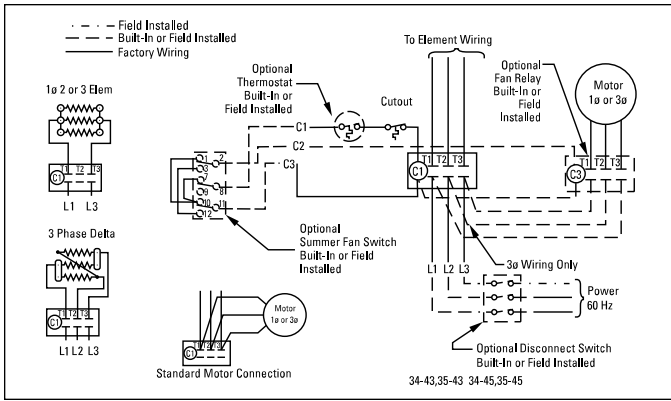 Field Installed
Built-In or Field Installed
Factory Wiring
To Element Wiring
Optional
Thermostat
Built-In or
Field Installed
Cutout
Optional
Fan Relay
Built-In or
Field
Installed
Motor
1ø or 3ø
1ø 2 or 3 Elem
T1 T2 T3
C1
L1 L3
C1
C2
C3
1
2
3
7
8
9
10
11
12
T1 T2 T3
C1
T1 T2 T3
C3
Optional
Summer Fan Switch
Built-In or Field
Installed
3 Phase Delta
T1 T2 T3
C1
L1 L2 L3
L1 L2 L3
3ø Wiring Only
Power
60 Hz
Motor
1ø or 3ø
T1 T2 T3
C1
Standard Motor Connection
Optional Disconnect Switch
Built-In or Field Installed
34-43,35-43 34-45,35-45